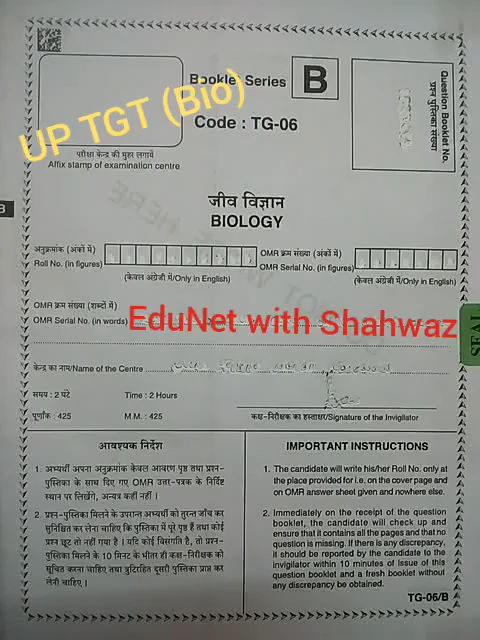 Booklet Series B
Code : TG-06
UP TGT (Bio)
Question Booklet No.
प्रश्न पुस्तिका संख्या
परीक्षा केन्द्र की मुहर लगायें
Affix stamp of examination centre
जीव विज्ञान
BIOLOGY
अनुक्रमांक (अंकों में)
Roll No. (in figures)
(केवल अंग्रेजी में/Only in English)
OMR क्रम संख्या (अंकों में)
OMR Serial No. (in figures)
(केवल अंग्रेजी में/Only in English)
OMR क्रम संख्या (शब्दों में)
OMR Serial No. (in words)
EduNet with Shahwaz
SEAL
केन्द्र का नाम/Name of the Centre
समय : 2 घंटे Time : 2 Hours
पूर्णांक : 425 M.M. : 425
कक्ष-निरीक्षक का हस्ताक्षर/Signature of the Invigilator
आवश्यक निर्देश
1. अभ्यर्थी अपना अनुक्रमांक केवल आवरण पृष्ठ तथा प्रश्न-
पुस्तिका के साथ दिए गए OMR उत्तर-पत्रक के निर्दिष्ट
स्थान पर लिखेंगे, अन्यत्र कहीं नहीं ।
2. प्रश्न-पुस्तिका मिलने के उपरान्त अभ्यर्थी को तुरन्त जाँच कर
सुनिश्चित कर लेना चाहिए कि पुस्तिका में पूरे पृष्ठ हैं तथा कोई
प्रश्न छूट तो नहीं गया है । यदि कोई विसंगति है, तो प्रश्न-
पुस्तिका मिलने के 10 मिनट के भीतर ही कक्ष-निरीक्षक को
सूचित करना चाहिए तथा त्रुटिरहित दूसरी पुस्तिका प्राप्त कर
लेनी चाहिए ।
IMPORTANT INSTRUCTIONS
1. The candidate will write his/her Roll No. only at
the place provided for i.e. on the cover page and
on OMR answer sheet given and nowhere else.
2. Immediately on the receipt of the question
booklet, the candidate will check up and
ensure that it contains all the pages and that no
question is missing. If there is any discrepancy,
it should be reported by the candidate to the
invigilator within 10 minutes of Issue of this
question booklet and a fresh booklet without
any discrepancy be obtained.
TG-06/B